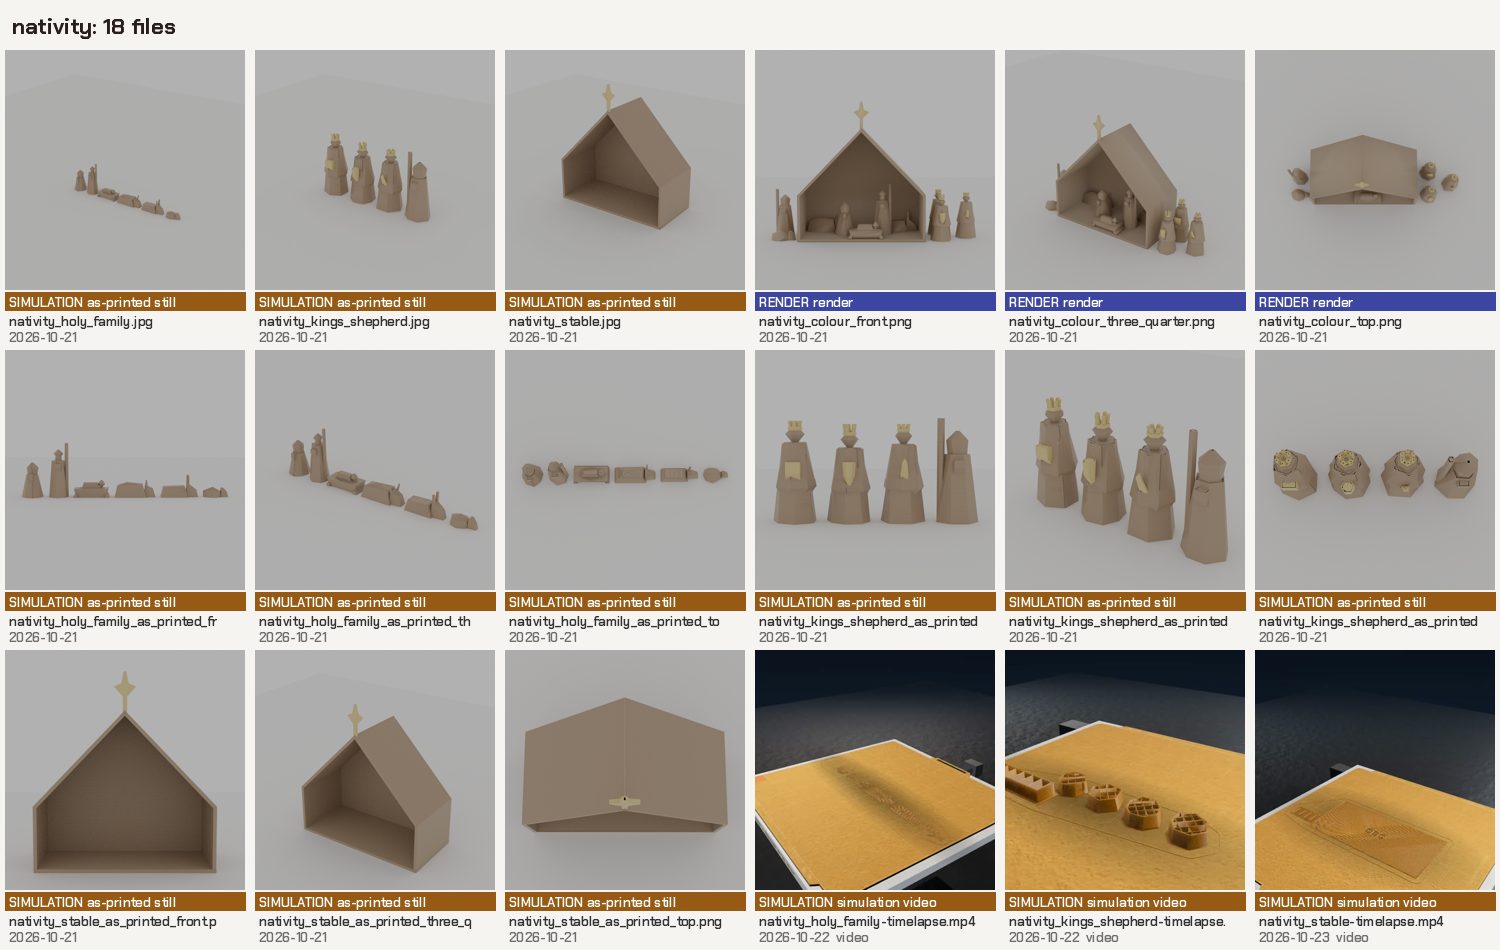 nativity: 18 files
SIMULATION as-printed still
SIMULATION as-printed still
SIMULATION as-printed still
RENDER render
RENDER render
RENDER render
nativity_holy_family.jpg
nativity_kings_shepherd.jpg
nativity_stable.jpg
nativity_colour_front.png
nativity_colour_three_quarter.png
nativity_colour_top.png
2026-10-21
2026-10-21
2026-10-21
2026-10-21
2026-10-21
2026-10-21
SIMULATION as-printed still
SIMULATION as-printed still
SIMULATION as-printed still
SIMULATION as-printed still
SIMULATION as-printed still
SIMULATION as-printed still
nativity_holy_family_as_printed_fr
nativity_holy_family_as_printed_th
nativity_holy_family_as_printed_to
nativity_kings_shepherd_as_printed
nativity_kings_shepherd_as_printed
nativity_kings_shepherd_as_printed
2026-10-21
2026-10-21
2026-10-21
2026-10-21
2026-10-21
2026-10-21
SIMULATION as-printed still
SIMULATION as-printed still
SIMULATION as-printed still
SIMULATION simulation video
SIMULATION simulation video
SIMULATION simulation video
nativity_stable_as_printed_front.p
nativity_stable_as_printed_three_q
nativity_stable_as_printed_top.png
nativity_holy_family-timelapse.mp4
nativity_kings_shepherd-timelapse.
nativity_stable-timelapse.mp4
2026-10-21
2026-10-21
2026-10-21
2026-10-22 video
2026-10-22 video
2026-10-23 video